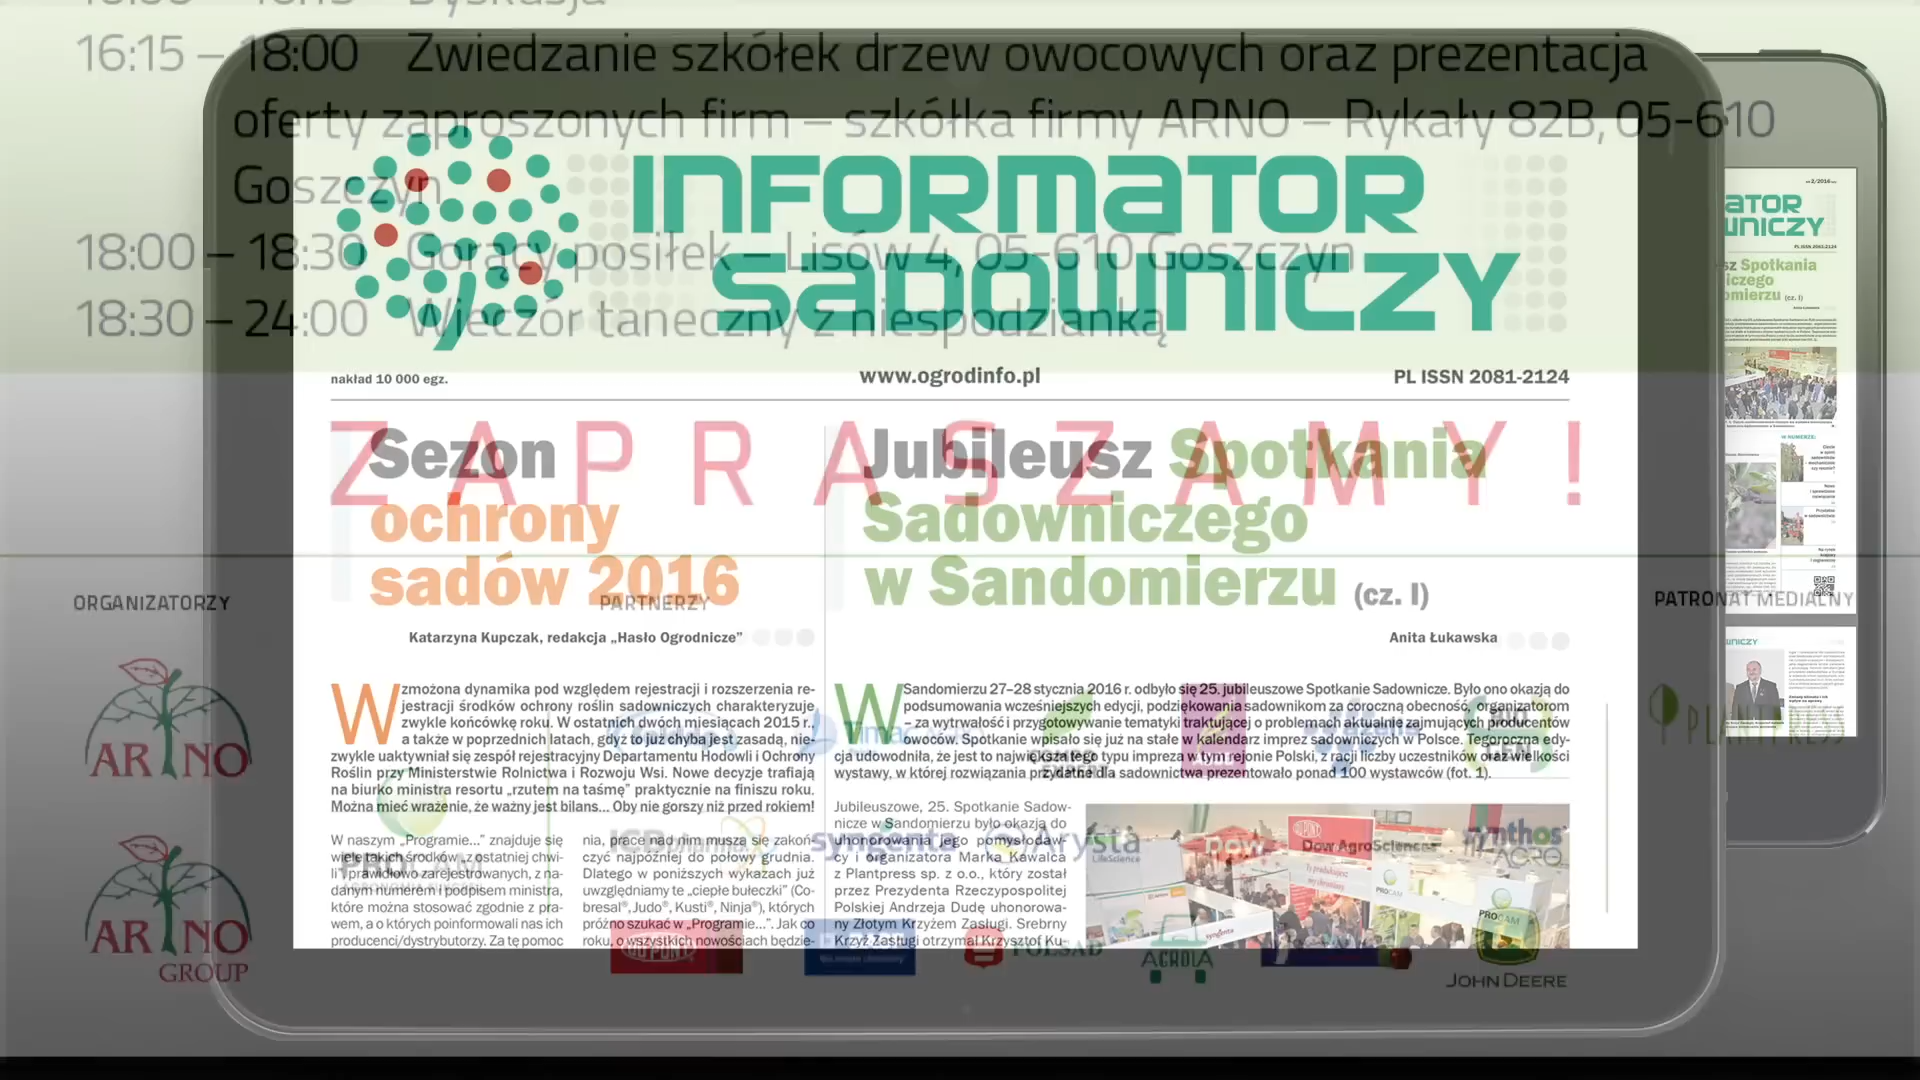 16:15 – 18:00 Zwiedzanie szkółek drzew owocowych oraz prezentacja
oferty zaproszonych firm – szkółka firmy ARNO – Rykały 82B, 05-610
Goszczyn
18:00 – 18:30 Gorący posiłek – Lisów 4, 05-610 Goszczyn
18:30 – 24:00 Wieczór taneczny z niespodzianką
INFORMATOR
SADOWNICZY
nakład 10 000 egz.
www.ogrodinfo.pl
PL ISSN 2081-2124
ZAPRASZAMY!
Sezon
ochrony
sadów 2016
Katarzyna Kupczak, redakcja „Hasło Ogrodnicze”
Wzmożona dynamika pod względem rejestracji i rozszerzenia re-
jestracji środków ochrony roślin sadowniczych charakteryzuje
zwykle końcówkę roku. W ostatnich dwóch miesiącach 2015 r.,
a także w poprzednich latach, gdyż to już chyba jest zasadą, nie-
zwykle uaktywniał się zespół rejestracyjny Departamentu Hodowli i Ochrony
Roślin przy Ministerstwie Rolnictwa i Rozwoju Wsi. Nowe decyzje trafiają
na biurko ministra resortu „rzutem na taśmę” praktycznie na finiszu roku.
Można mieć wrażenie, że ważny jest bilans... Oby nie gorszy niż przed rokiem!
W naszym „Programie...” znajduje się
wiele takich środków „z ostatniej chwi-
li”, prawidłowo zarejestrowanych, z na-
danym numerem i podpisem ministra,
które można stosować zgodnie z pra-
wem, a o których poinformowali nas ich
producenci/dystrybutorzy. Za tę pomoc
nia, prace nad nim muszą się zakoń-
czyć najpóźniej do połowy grudnia.
Dlatego w poniższych wykazach już
uwzględniamy te „ciepłe bułeczki” (Co-
bresal®, Judo®, Kusti®, Ninja®), których
próżno szukać w „Programie...”. Jak co
roku, o wszystkich nowościach będzie-
Jubileusz Spotkania
Sadowniczego
w Sandomierzu (cz. I)
Anita Łukawska
W Sandomierzu 27–28 stycznia 2016 r. odbyło się 25. jubileuszowe Spotkanie Sadownicze. Było ono okazją do
podsumowania wcześniejszych edycji, podziękowania sadownikom za coroczną obecność, organizatorom
– za wytrwałość i przygotowywanie tematyki traktującej o problemach aktualnie zajmujących producentów
owoców. Spotkanie wpisało się już na stałe w kalendarz imprez sadowniczych w Polsce. Tegoroczna edy-
cja udowodniła, że jest to największa tego typu impreza w tym rejonie Polski, z racji liczby uczestników oraz wielkości
wystawy, w której rozwiązania przydatne dla sadownictwa prezentowało ponad 100 wystawców (fot. 1).
Jubileuszowe, 25. Spotkanie Sadow-
nicze w Sandomierzu było okazją do
uhonorowania jego pomysłodaw-
cy i organizatora Marka Kawalca
z Plantpress sp. z o.o., który został
przez Prezydenta Rzeczypospolitej
Polskiej Andrzeja Dudę uhonorowa-
ny Złotym Krzyżem Zasługi. Srebrny
Krzyż Zasługi otrzymał Krzysztof Ku-
ORGANIZATORZY
PARTNERZY
PATRONAT MEDIALNY
ARNO
ARNO
GROUP
PLANTPRESS
syngenta
Arysta
LifeScience
Dow AgroSciences
synthos
AGRO
PROCAM
POLSAD
AGROLA
JOHN DEERE